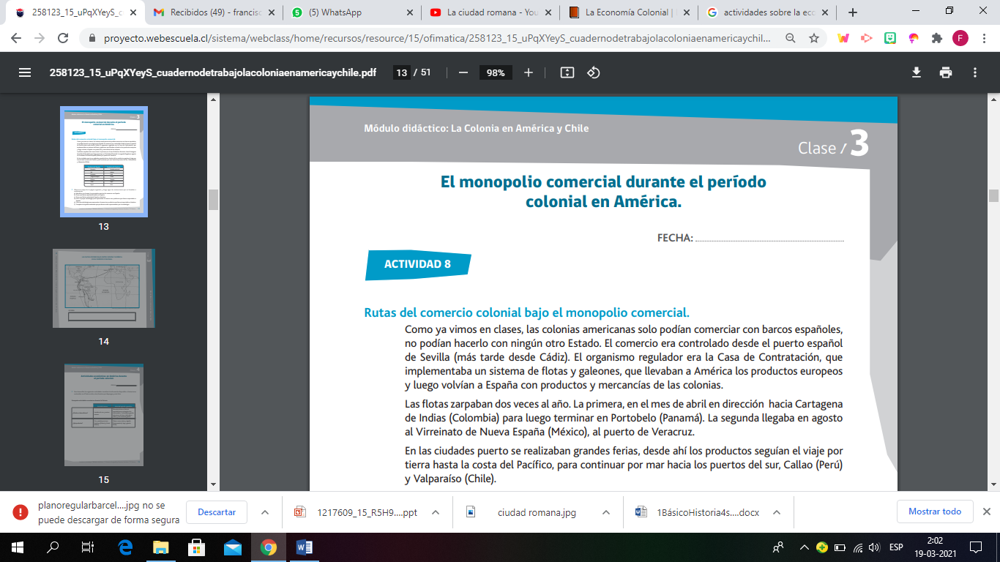 258123_15_uPqXYeyS_c
Recibidos (49) - francisc
(5) WhatsApp
La ciudad romana - You
La Economía Colonial |
actividades sobre la ec
proyecto.webescuela.cl/sistema/webclass/home/recursos/resource/15/ofimatica/258123_15_uPqXYeyS_cuadernodetrabajolacoloniaenamericaychil...
F
258123_15_uPqXYeyS_cuadernodetrabajolacoloniaenamericaychile.pdf
13 / 51
98%
13
14
15
Módulo didáctico: La Colonia en América y Chile
Clase / 3
El monopolio comercial durante el período
colonial en América.
FECHA:
ACTIVIDAD 8
Rutas del comercio colonial bajo el monopolio comercial.
Como ya vimos en clases, las colonias americanas solo podían comerciar con barcos españoles,
no podían hacerlo con ningún otro Estado. El comercio era controlado desde el puerto español
de Sevilla (más tarde desde Cádiz). El organismo regulador era la Casa de Contratación, que
implementaba un sistema de flotas y galeones, que llevaban a América los productos europeos
y luego volvían a España con productos y mercancías de las colonias.
Las flotas zarpaban dos veces al año. La primera, en el mes de abril en dirección hacia Cartagena
de Indias (Colombia) para luego terminar en Portobelo (Panamá). La segunda llegaba en agosto
al Virreinato de Nueva España (México), al puerto de Veracruz.
En las ciudades puerto se realizaban grandes ferias, desde ahí los productos seguían el viaje por
tierra hasta la costa del Pacífico, para continuar por mar hacia los puertos del sur, Callao (Perú)
y Valparaíso (Chile).
planoregularbarcel....jpg no se
puede descargar de forma segura
Descartar
1217609_15_R5H9....ppt
ciudad romana.jpg
1BásicoHistoria4s....docx
Mostrar todo
ESP
2:02
19-03-2021